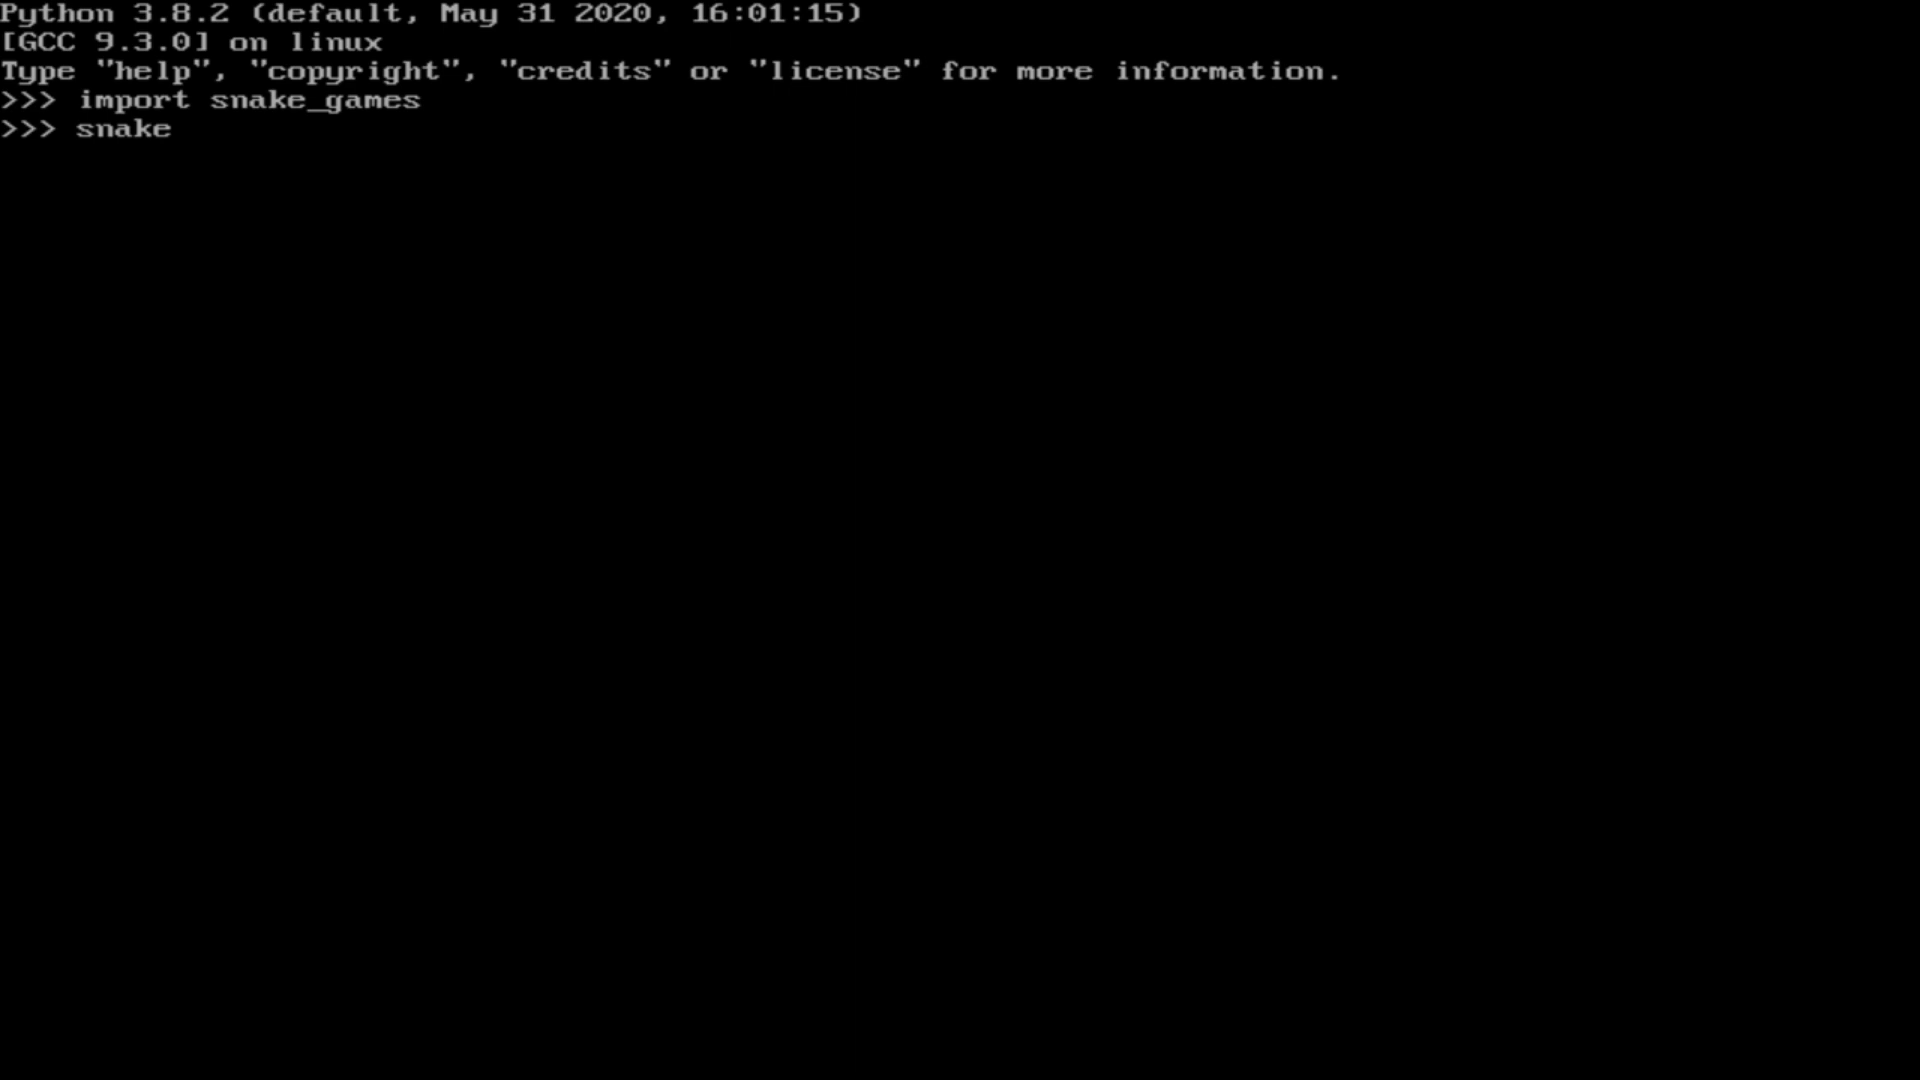 Python 3.8.2 (default, May 31 2020, 16:01:15)
[GCC 9.3.0] on linux
Type "help", "copyright", "credits" or "license" for more information.
>>> import snake_games
>>> snake